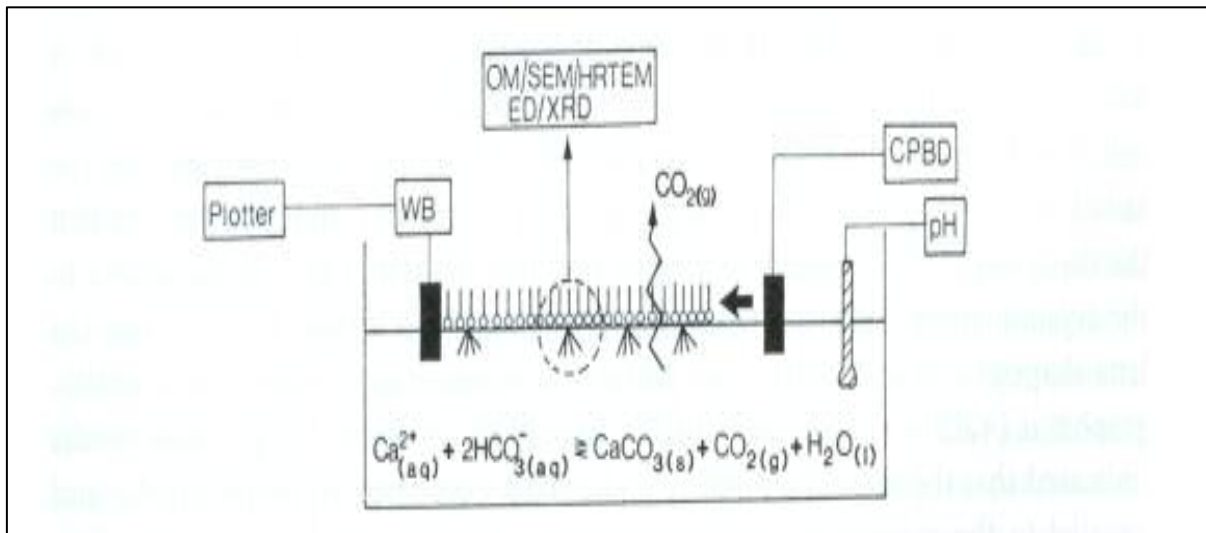 OM/SEM/HRTEM
ED/XRD
CPBD
CO₂(g)
Plotter
WB
pH
Ca²⁺(aq) + 2HCO₃⁻(aq) ⇌ CaCO₃(s) + CO₂(g) + H₂O(l)